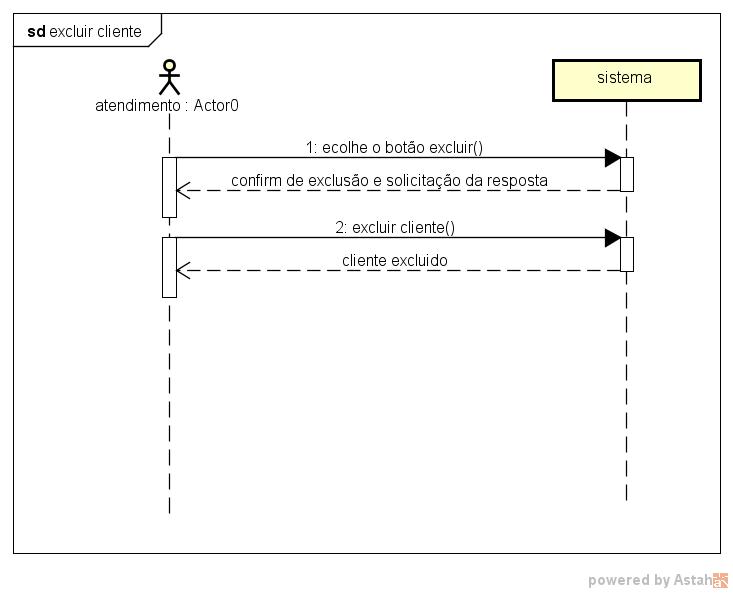 sd excluir cliente
atendimento : Actor0
sistema
1: ecolhe o botão excluir()
confirm de exclusão e solicitação da resposta
2: excluir cliente()
cliente excluido
powered by Astah